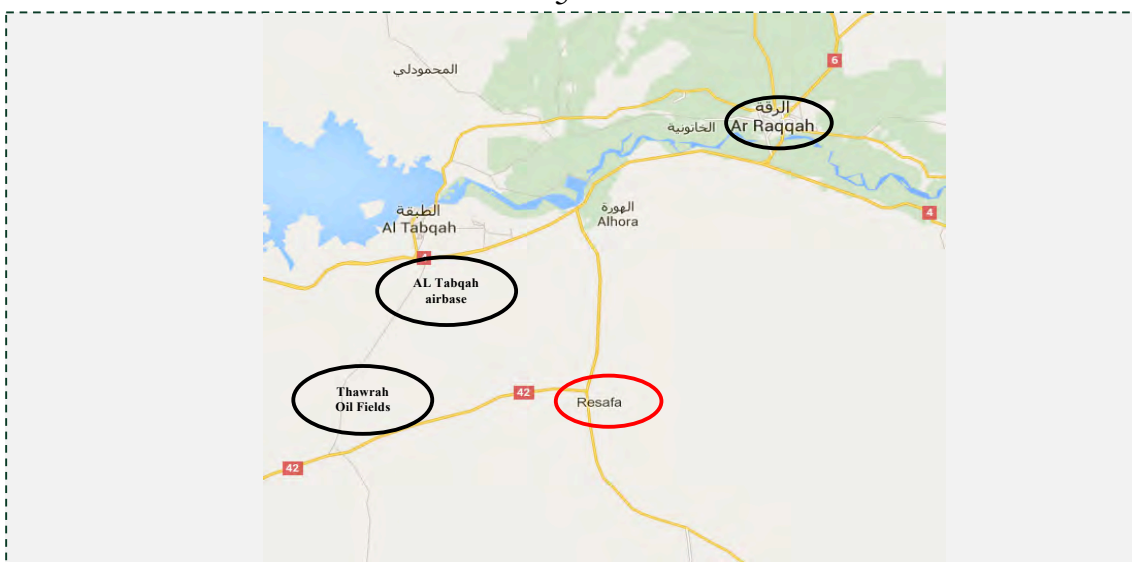 المحمودلي
6
الرقة
Ar Raqqah
الخاتونية
4
الهورة
Alhora
الطبقة
Al Tabqah
4
AL Tabqah
airbase
Thawrah
Oil Fields
42
Resafa
42